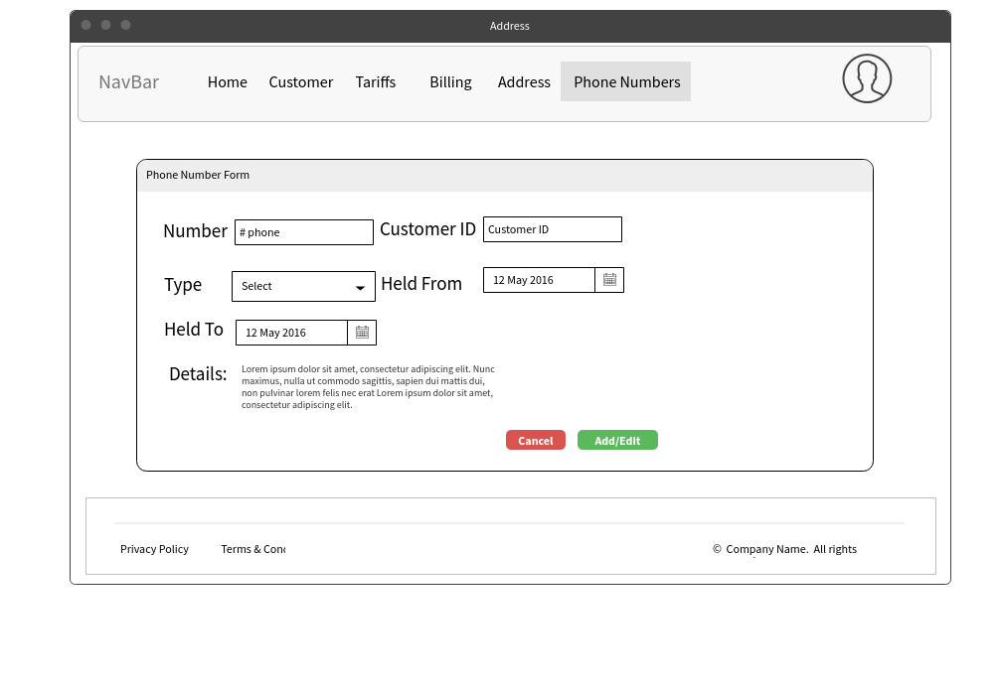 Address
NavBar Home Customer Tariffs Billing Address Phone Numbers
Phone Number Form
Number # phone Customer ID Customer ID
Type Select Held From 12 May 2016
Held To 12 May 2016
Details: Lorem ipsum dolor sit amet, consectetur adipiscing elit. Nunc
maximus, nulla ut commodo sagittis, sapien dui mattis dui,
non pulvinar lorem felis nec erat Lorem ipsum dolor sit amet,
consectetur adipiscing elit.
Cancel Add/Edit
Privacy Policy Terms & Con © Company Name. All rights